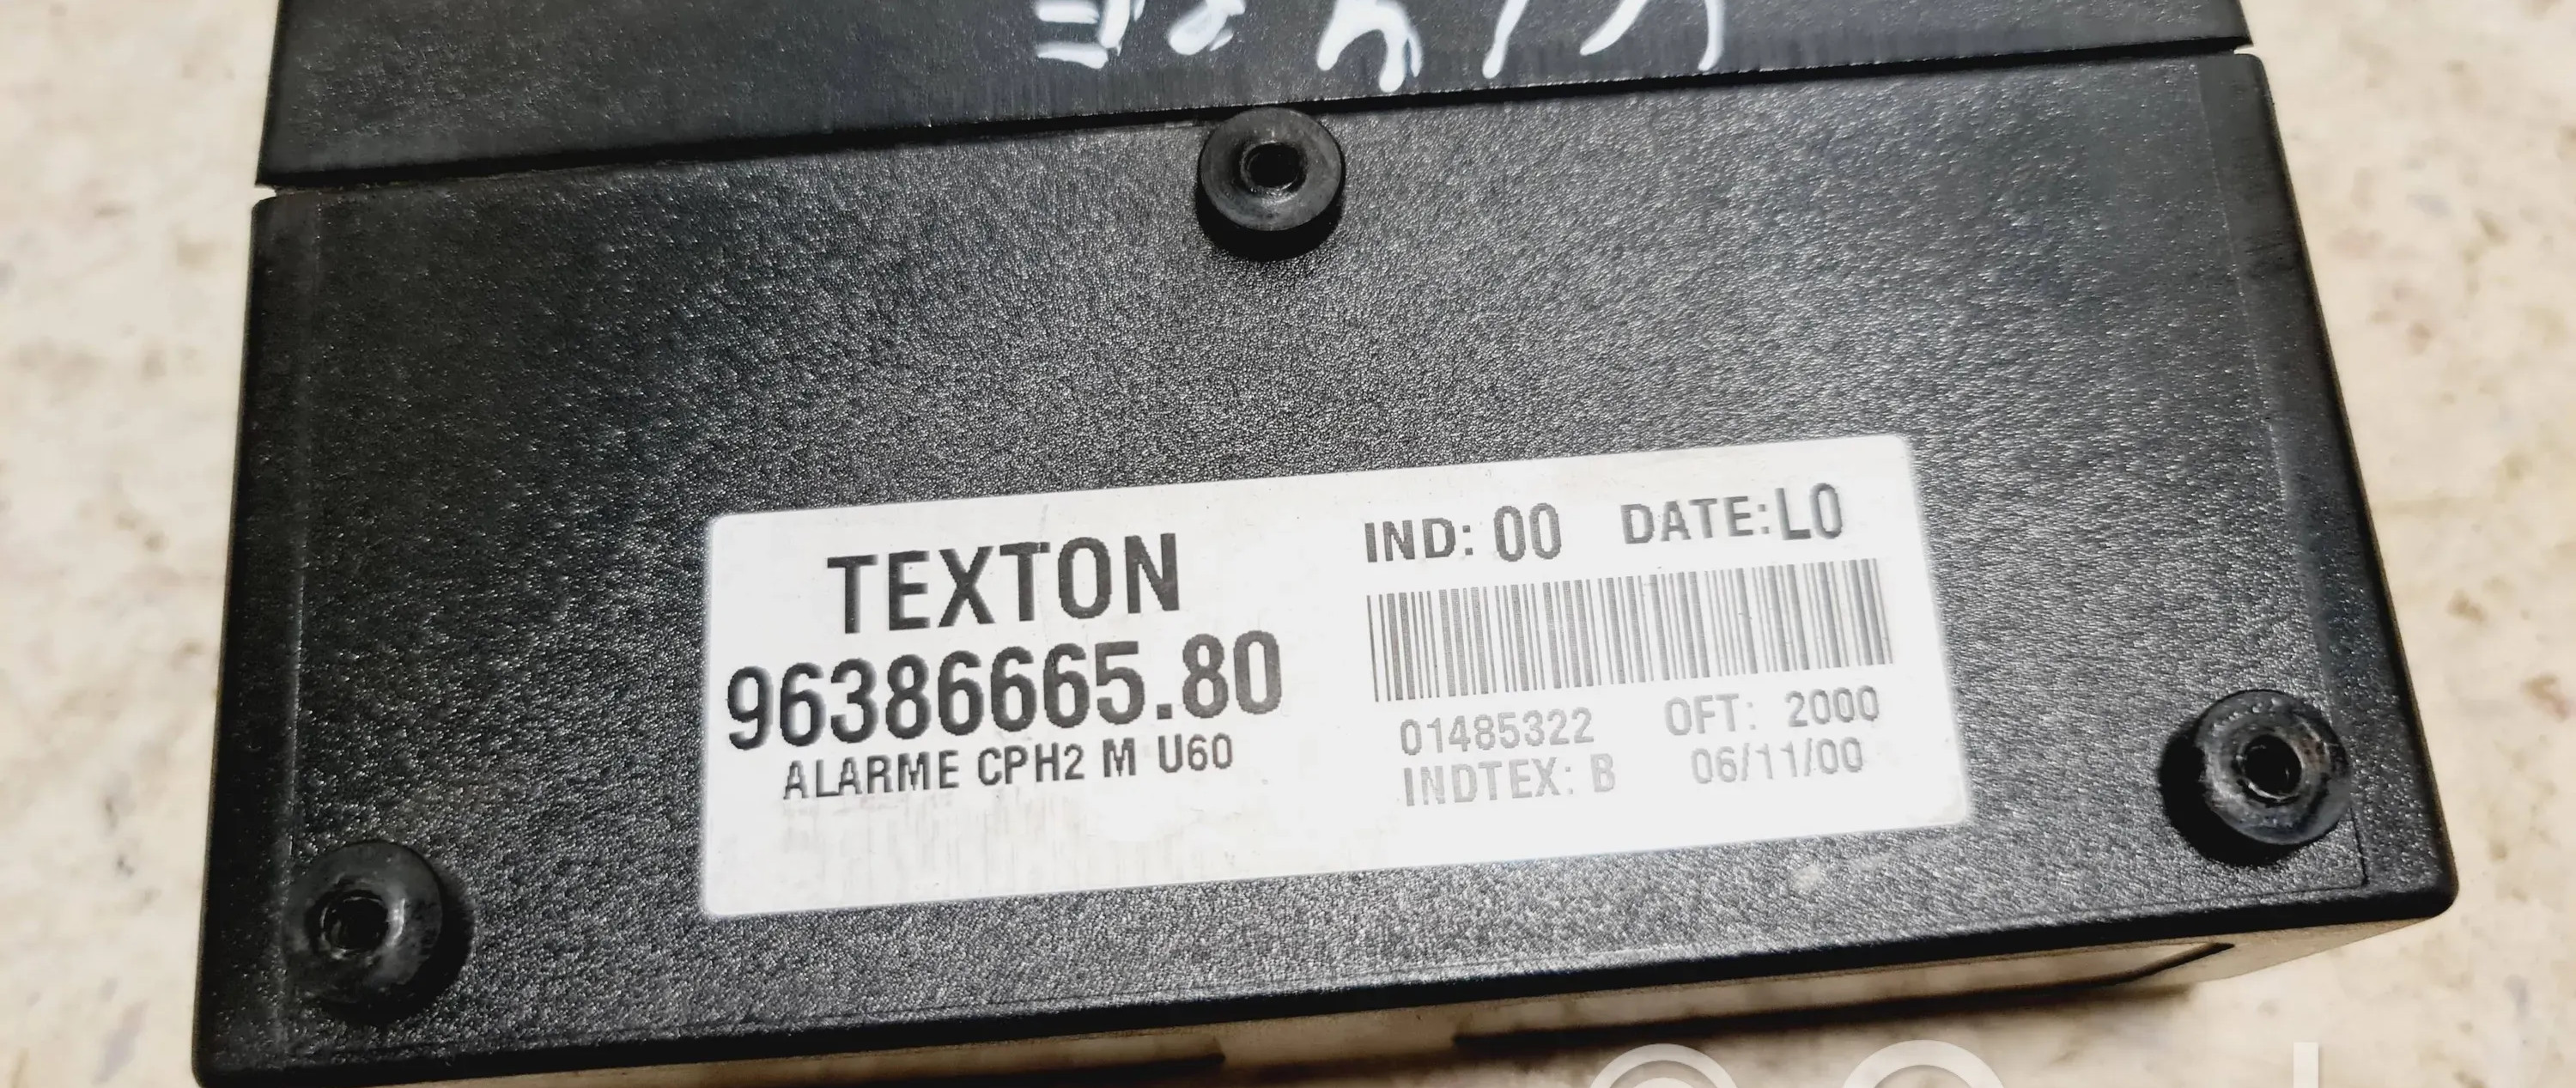 TEXTON
96386665.80
ALARME CPH2 M U60
IND: 00 DATE:L0
01485322 OFT: 2000
INDTEX: B 06/11/00